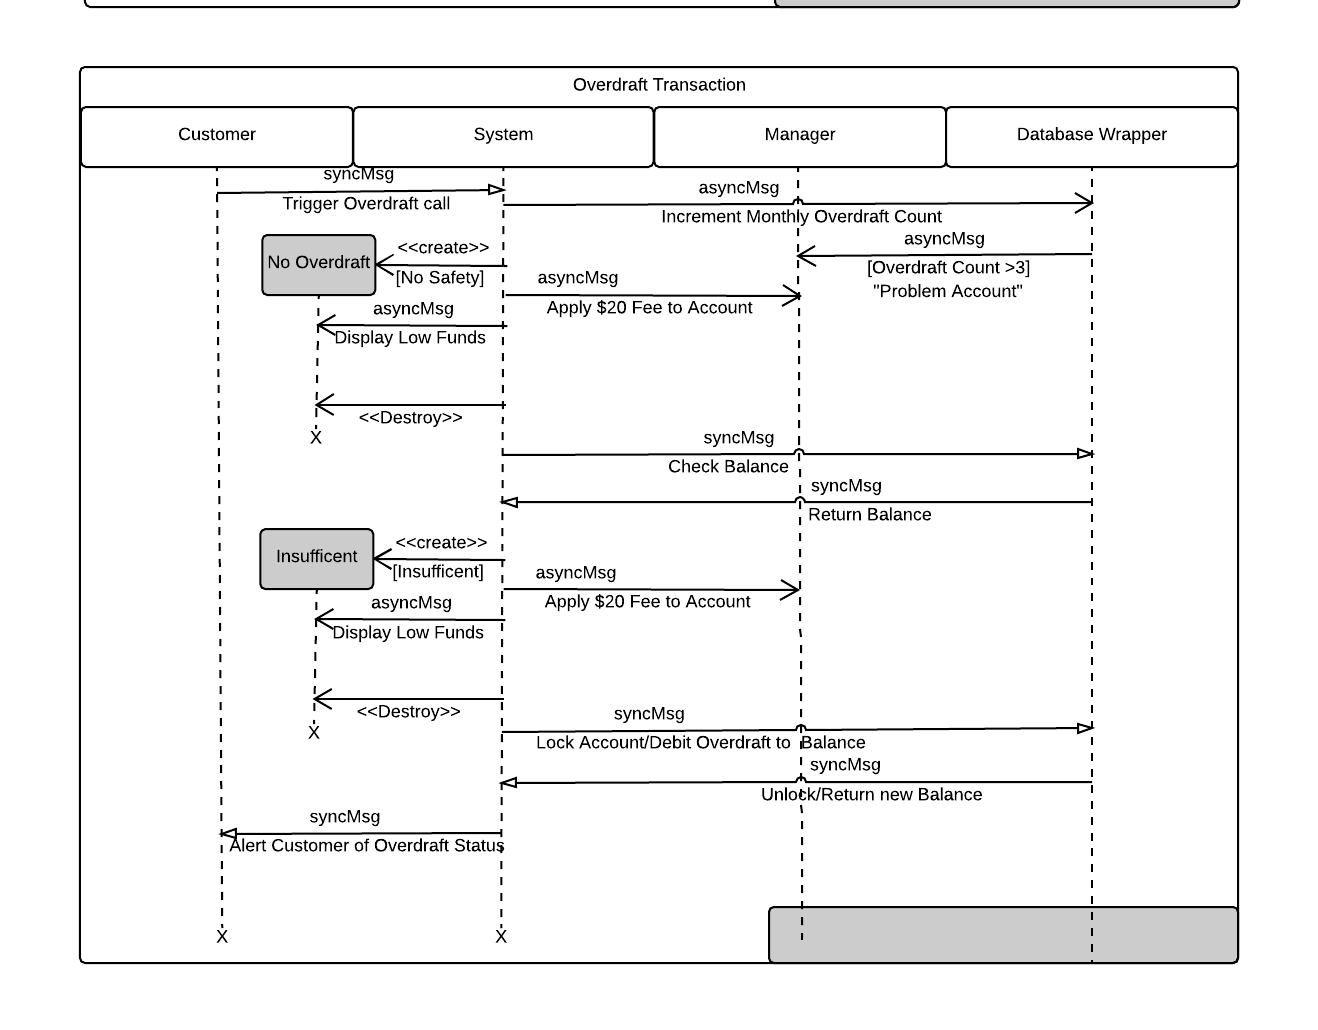 Overdraft Transaction
Customer
System
Manager
Database Wrapper
syncMsg
Trigger Overdraft call
asyncMsg
Increment Monthly Overdraft Count
asyncMsg
[Overdraft Count >3]
"Problem Account"
No Overdraft
<<create>>
[No Safety]
asyncMsg
Apply $20 Fee to Account
asyncMsg
Display Low Funds
<<Destroy>>
X
syncMsg
Check Balance
syncMsg
Return Balance
Insufficent
<<create>>
[Insufficent]
asyncMsg
Apply $20 Fee to Account
asyncMsg
Display Low Funds
<<Destroy>>
X
syncMsg
Lock Account/Debit Overdraft to Balance
syncMsg
Unlock/Return new Balance
syncMsg
Alert Customer of Overdraft Status
X
X